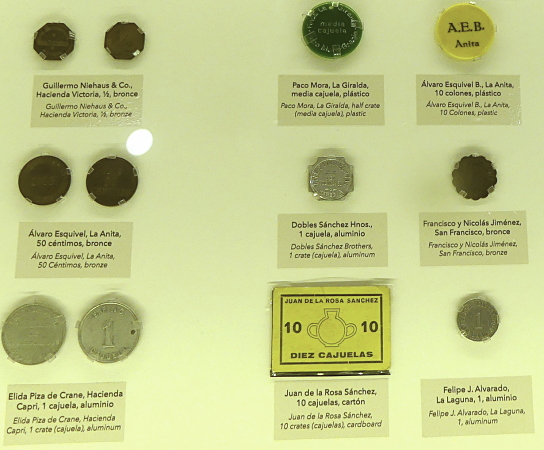 media
cajuela
A.E.B.
Anita
Guillermo Niehaus & Co.,
Hacienda Victoria, ½, bronce
Guillermo Niehaus & Co.,
Hacienda Victoria, ½, bronze
Paco Mora, La Giralda,
media cajuela, plástico
Paco Mora, La Giralda, half crate
(media cajuela), plastic
Álvaro Esquivel B., La Anita,
10 colones, plástico
Álvaro Esquivel B., La Anita,
10 Colones, plastic
Álvaro Esquivel, La Anita,
50 céntimos, bronce
Álvaro Esquivel, La Anita,
50 Céntimos, bronze
Dobles Sánchez Hnos.,
1 cajuela, aluminio
Dobles Sánchez Brothers,
1 crate (cajuela), aluminum
Francisco y Nicolás Jiménez,
San Francisco, bronce
Francisco y Nicolás Jiménez,
San Francisco, bronze
1
CAJUELA
JUAN DE LA ROSA SANCHEZ
10 10
DIEZ CAJUELAS
1
Elida Piza de Crane, Hacienda
Capri, 1 cajuela, aluminio
Elida Piza de Crane, Hacienda
Capri, 1 crate (cajuela), aluminum
Juan de la Rosa Sánchez,
10 cajuelas, cartón
Juan de la Rosa Sánchez,
10 crates (cajuelas), cardboard
Felipe J. Alvarado,
La Laguna, 1, aluminio
Felipe J. Alvarado, La Laguna,
1, aluminum